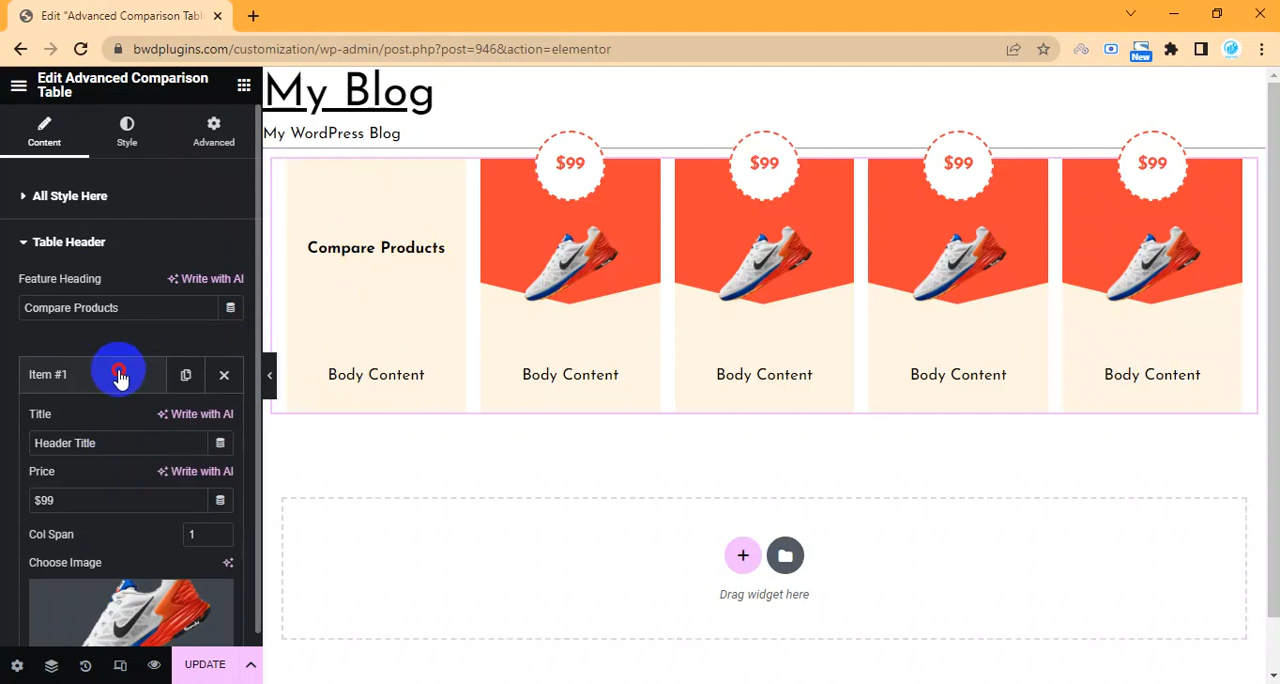 Edit "Advanced Comparison Tab
bwdplugins.com/customization/wp-admin/post.php?post=946&action=elementor
New
Edit Advanced Comparison
Table
Content
Style
Advanced
All Style Here
Table Header
Feature Heading
Write with AI
Compare Products
Item #1
Title
Write with AI
Header Title
Price
Write with AI
$99
Col Span
1
Choose Image
UPDATE
My Blog
My WordPress Blog
$99
$99
$99
$99
Compare Products
Body Content
Body Content
Body Content
Body Content
Body Content
Drag widget here